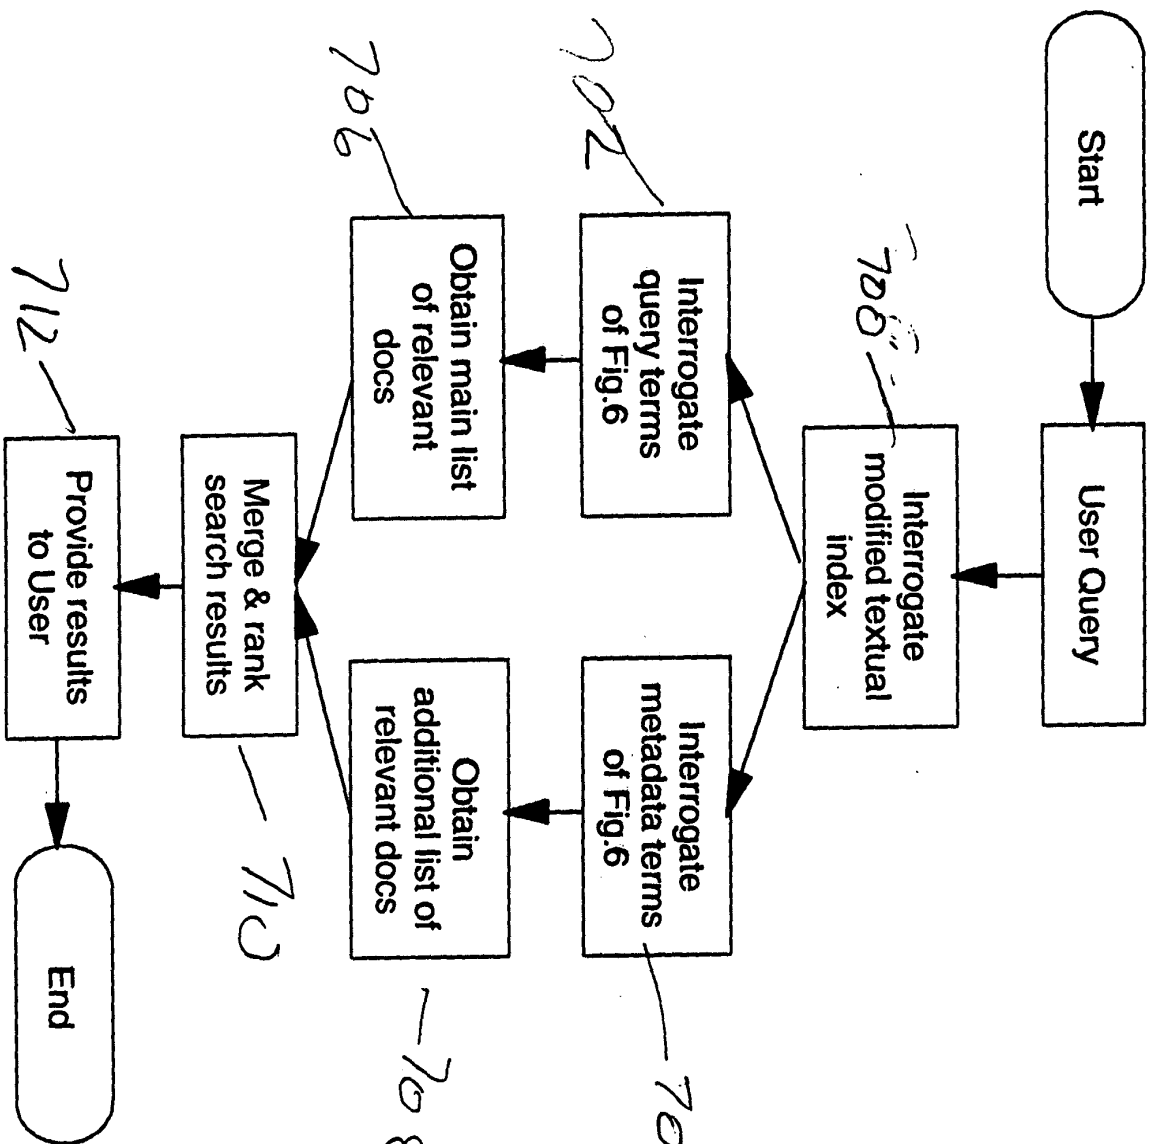 Start
User Query
Interrogate
modified textual
index
Interrogate
query terms
of Fig.6
702
Interrogate
metadata terms
of Fig.6
Obtain main list
of relevant
docs
706
Obtain
additional list of
relevant docs
708
Merge & rank
search results
710
Provide results
to User
712
End